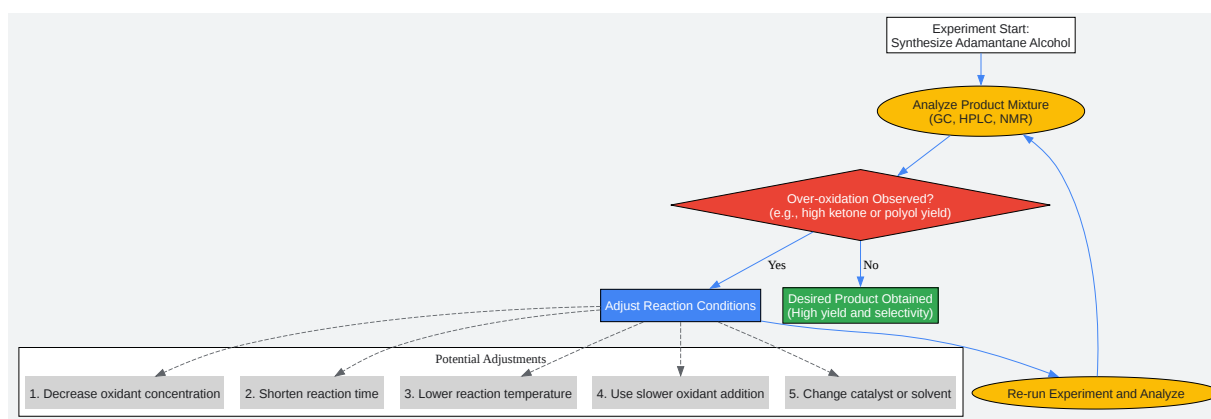 Experiment Start:
Synthesize Adamantane Alcohol
Analyze Product Mixture
(GC, HPLC, NMR)
Over-oxidation Observed?
(e.g., high ketone or polyol yield)
Yes
No
Adjust Reaction Conditions
Desired Product Obtained
(High yield and selectivity)
Potential Adjustments
1. Decrease oxidant concentration
2. Shorten reaction time
3. Lower reaction temperature
4. Use slower oxidant addition
5. Change catalyst or solvent
Re-run Experiment and Analyze